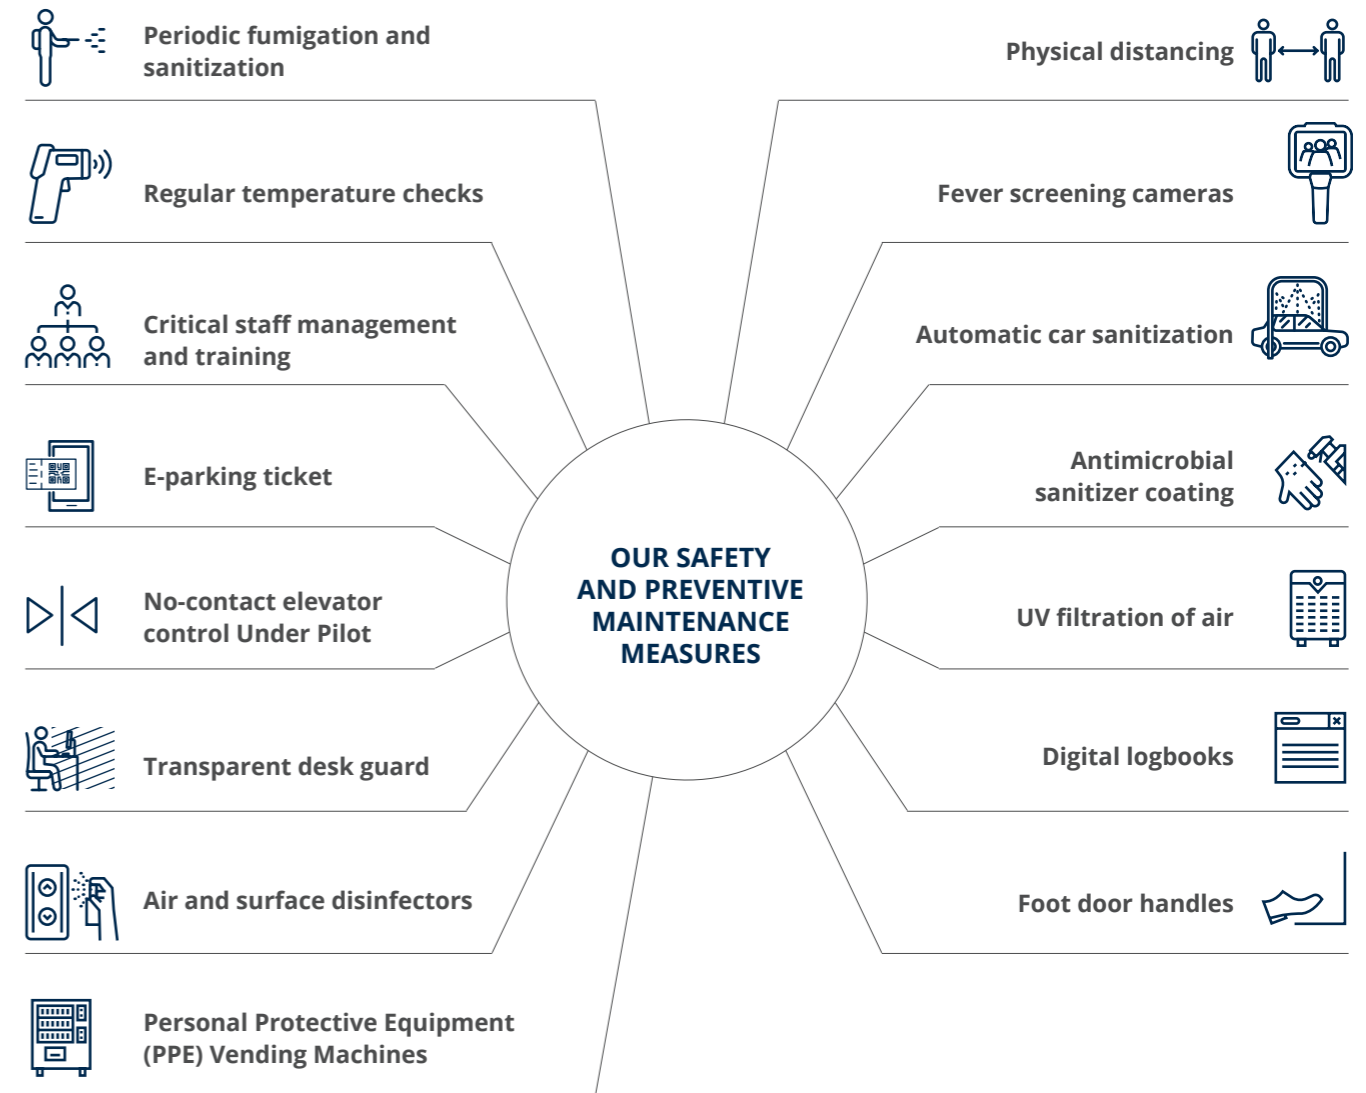 Periodic fumigation and
sanitization
Regular temperature checks
Critical staff management
and training
E-parking ticket
No-contact elevator
control Under Pilot
Transparent desk guard
Air and surface disinfectors
Personal Protective Equipment
(PPE) Vending Machines
OUR SAFETY
AND PREVENTIVE
MAINTENANCE
MEASURES
Physical distancing
Fever screening cameras
Automatic car sanitization
Antimicrobial
sanitizer coating
UV filtration of air
Digital logbooks
Foot door handles